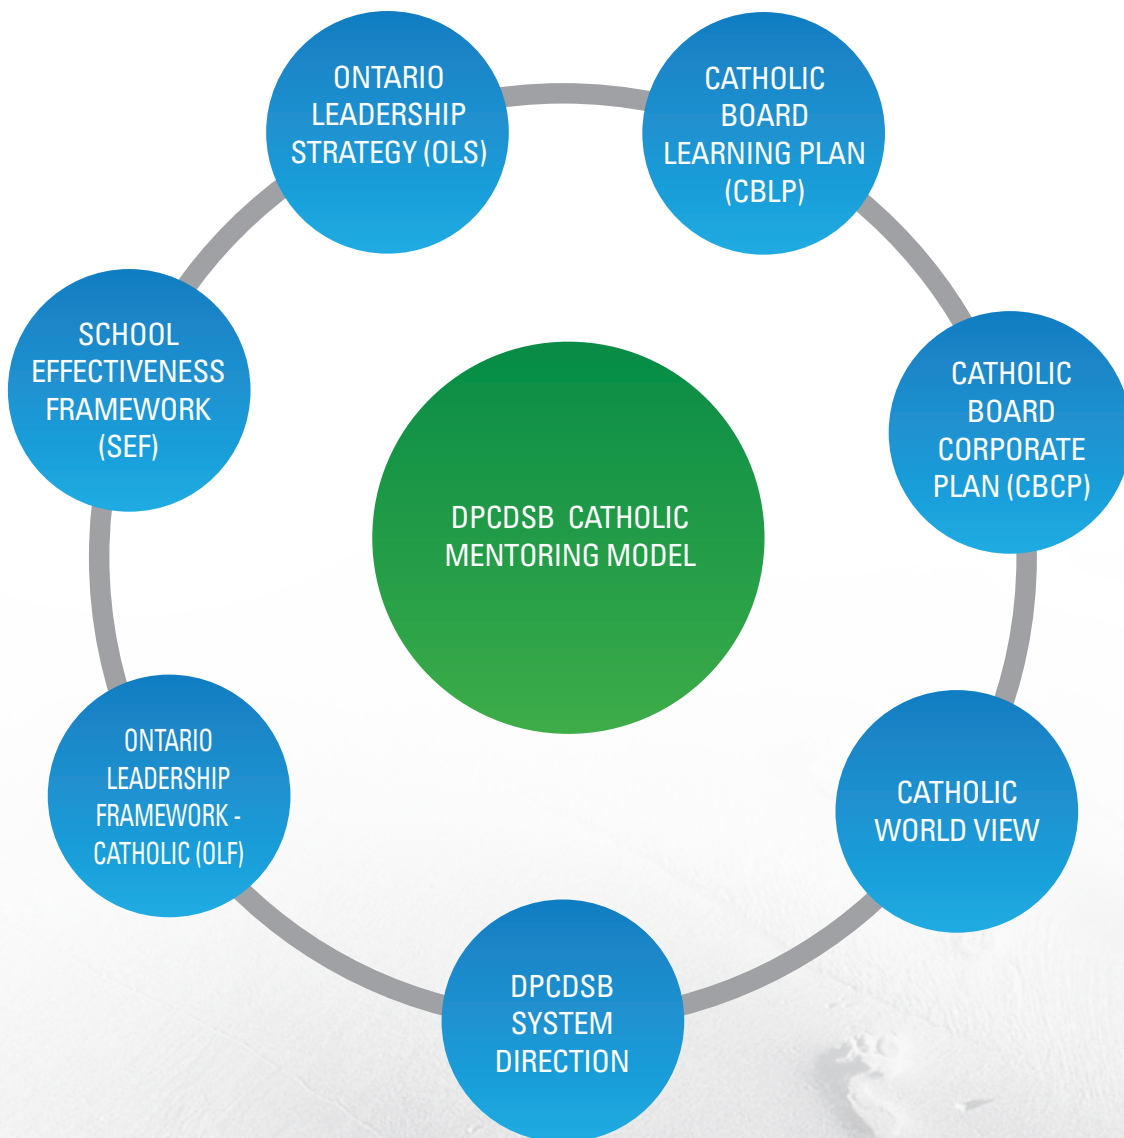 ONTARIO
LEADERSHIP
STRATEGY (OLS)
CATHOLIC
BOARD
LEARNING PLAN
(CBLP)
SCHOOL
EFFECTIVENESS
FRAMEWORK
(SEF)
CATHOLIC
BOARD
CORPORATE
PLAN (CBCP)
DPCDSB CATHOLIC
MENTORING MODEL
ONTARIO
LEADERSHIP
FRAMEWORK -
CATHOLIC (OLF)
CATHOLIC
WORLD VIEW
DPCDSB
SYSTEM
DIRECTION